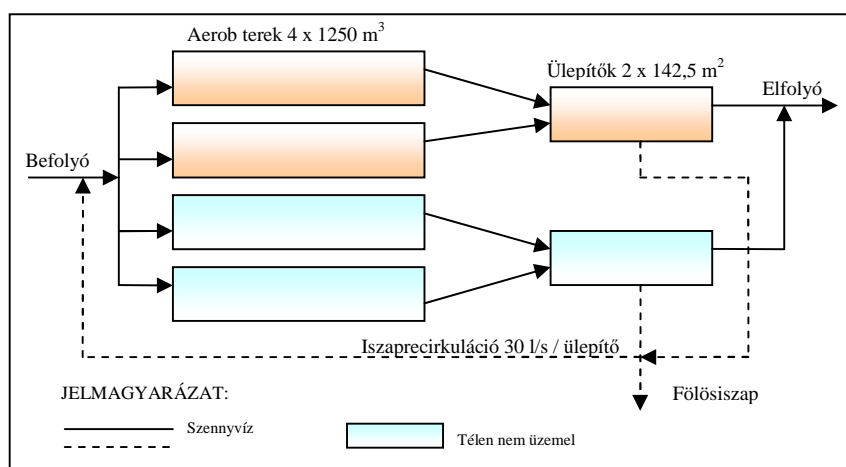 Aerob terek 4 x 1250 m³
Ülepítők 2 x 142,5 m²
Elfolyó
Befolyó
Iszaprecirkuláció 30 l/s / ülepítő
JELMAGYARÁZAT:
Fölösiszap
Szennyvíz
Télen nem üzemel